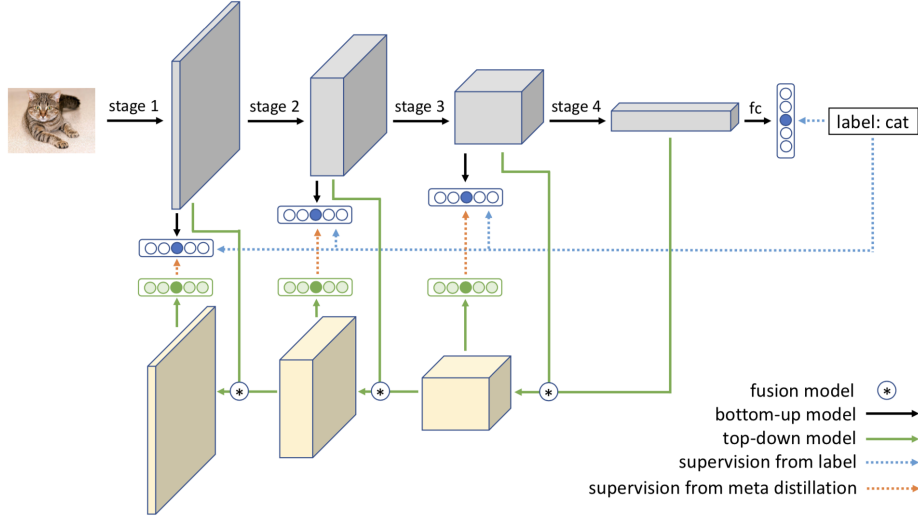 stage 1
stage 2
stage 3
stage 4
fc
label: cat
fusion model
*
bottom-up model
top-down model
supervision from label
supervision from meta distillation
*
*
*